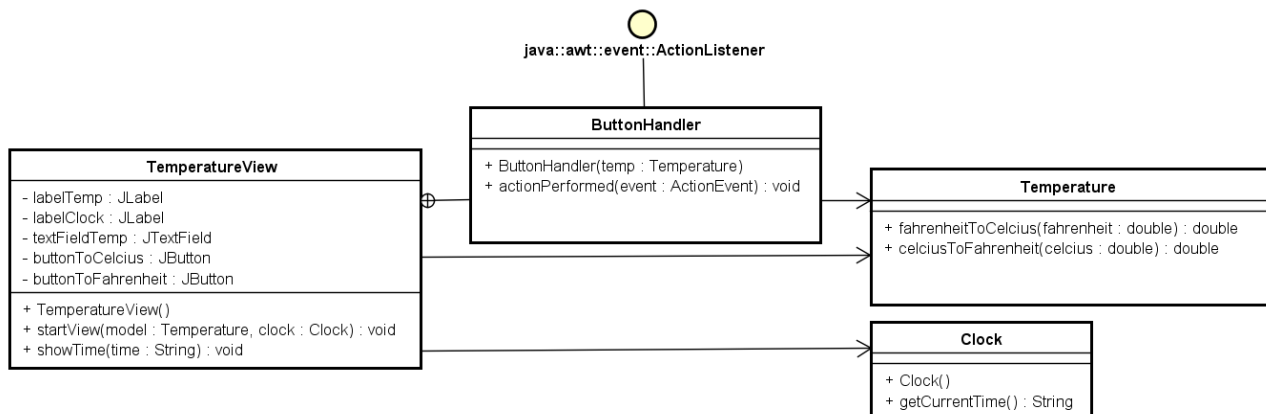 java::awt::event::ActionListener
ButtonHandler
+ ButtonHandler(temp : Temperature)
+ actionPerformed(event : ActionEvent) : void
TemperatureView
- labelTemp : JLabel
- labelClock : JLabel
- textFieldTemp : JTextField
- buttonToCelcius : JButton
- buttonToFahrenheit : JButton
+ TemperatureView()
+ startView(model : Temperature, clock : Clock) : void
+ showTime(time : String) : void
Temperature
+ fahrenheitToCelcius(fahrenheit : double) : double
+ celciusToFahrenheit(celcius : double) : double
Clock
+ Clock()
+ getCurrentTime() : String